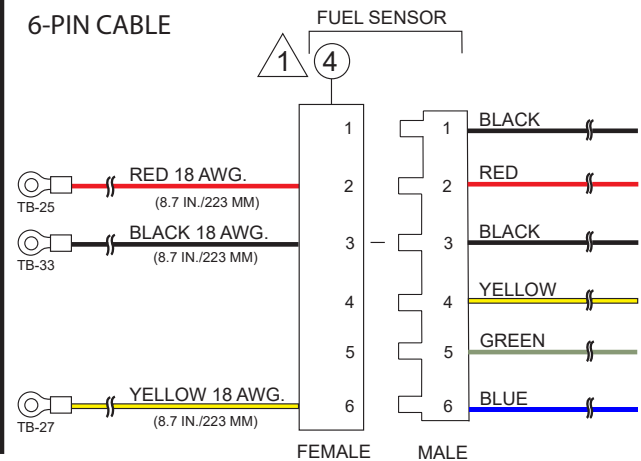 6-PIN CABLE
FUEL SENSOR
1
4
1
BLACK
1
RED 18 AWG.
2
RED
2
TB-25
(8.7 IN./223 MM)
BLACK 18 AWG.
3
BLACK
3
TB-33
(8.7 IN./223 MM)
4
YELLOW
4
5
GREEN
5
YELLOW 18 AWG.
6
BLUE
6
TB-27
(8.7 IN./223 MM)
FEMALE
MALE